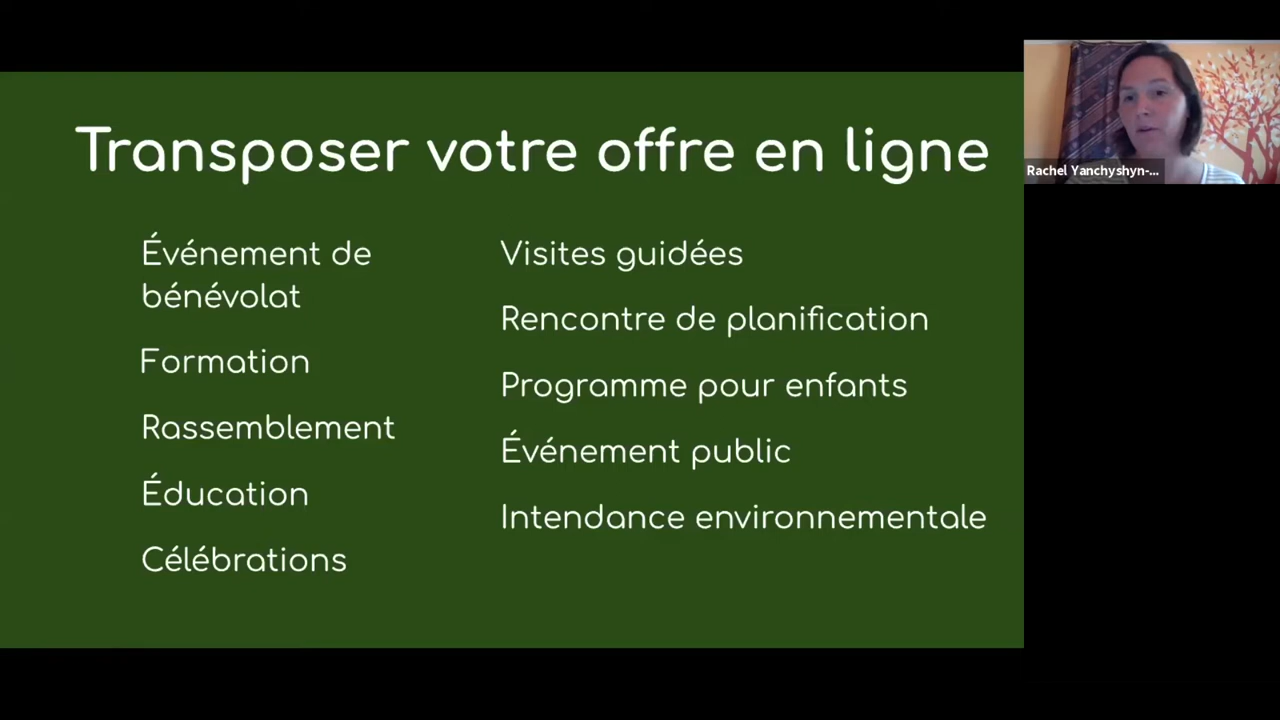 Transposer votre offre en ligne
Événement de
bénévolat
Formation
Rassemblement
Éducation
Célébrations
Visites guidées
Rencontre de planification
Programme pour enfants
Événement public
Intendance environnementale
Rachel Yanchyshyn-...